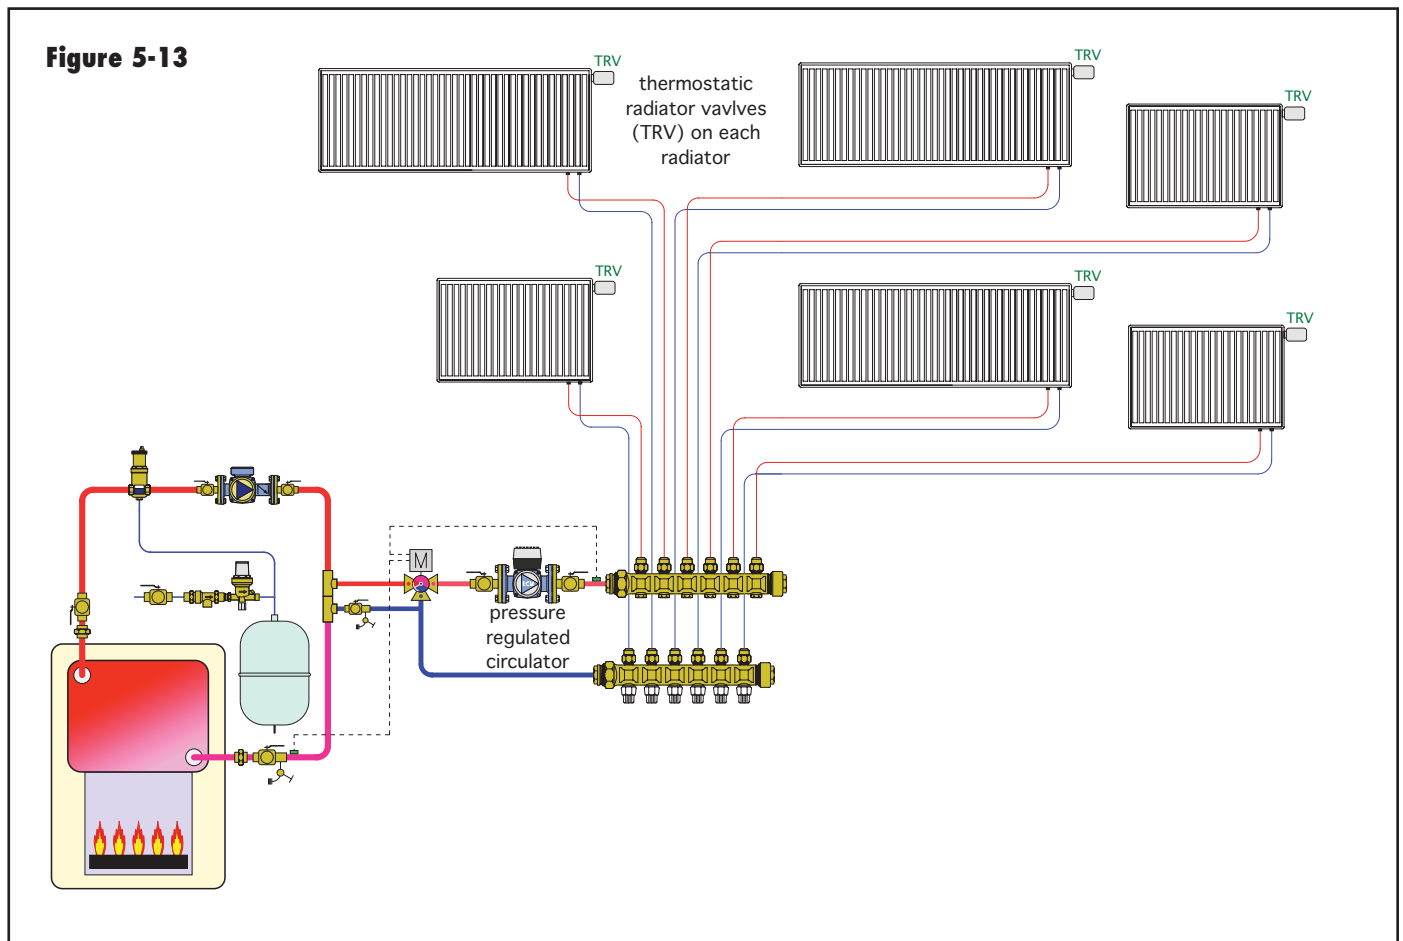 Figure 5-13
TRV
TRV
thermostatic
radiator vavlves
(TRV) on each
radiator
TRV
TRV
TRV
TRV
M
ECM
pressure
regulated
circulator